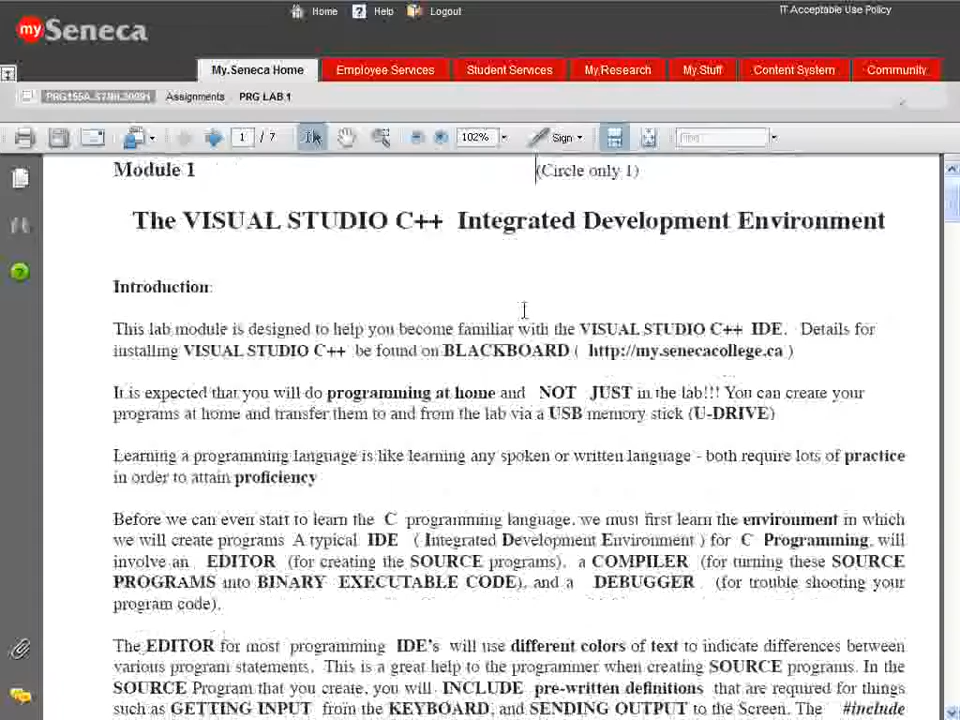 Home Help Logout IT Acceptable Use Policy
mySeneca
My.Seneca Home Employee Services Student Services My.Research My.Stuff Content System Community
PRG155A.S7NH.30091 Assignments PRG LAB 1
1 / 7 102% Sign Find
Module 1 (Circle only 1)
The VISUAL STUDIO C++ Integrated Development Environment
Introduction:
This lab module is designed to help you become familiar with the VISUAL STUDIO C++ IDE. Details for
installing VISUAL STUDIO C++ be found on BLACKBOARD ( http://my.senecacollege.ca )
It is expected that you will do programming at home and NOT JUST in the lab!!! You can create your
programs at home and transfer them to and from the lab via a USB memory stick (U-DRIVE)
Learning a programming language is like learning any spoken or written language - both require lots of practice
in order to attain proficiency
Before we can even start to learn the C programming language, we must first learn the environment in which
we will create programs A typical IDE ( Integrated Development Environment ) for C Programming, will
involve an EDITOR (for creating the SOURCE programs), a COMPILER (for turning these SOURCE
PROGRAMS into BINARY EXECUTABLE CODE), and a DEBUGGER (for trouble shooting your
program code).
The EDITOR for most programming IDE's will use different colors of text to indicate differences between
various program statements. This is a great help to the programmer when creating SOURCE programs. In the
SOURCE Program that you create, you will INCLUDE pre-written definitions that are required for things
such as GETTING INPUT from the KEYBOARD, and SENDING OUTPUT to the Screen. The #include